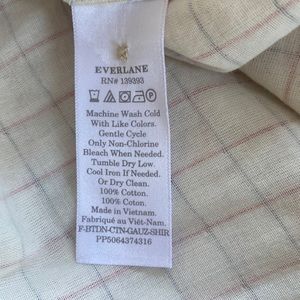 EVERLANE
RN# 139393
Machine Wash Cold
With Like Colors.
Gentle Cycle
Only Non-Chlorine
Bleach When Needed.
Tumble Dry Low.
Cool Iron If Needed.
Or Dry Clean.
100% Cotton.
100% Coton.
Made in Vietnam.
Fabriqué au Viêt-Nam.
F-BTDN-CTN-GAUZ-SHIR
PP5064374316